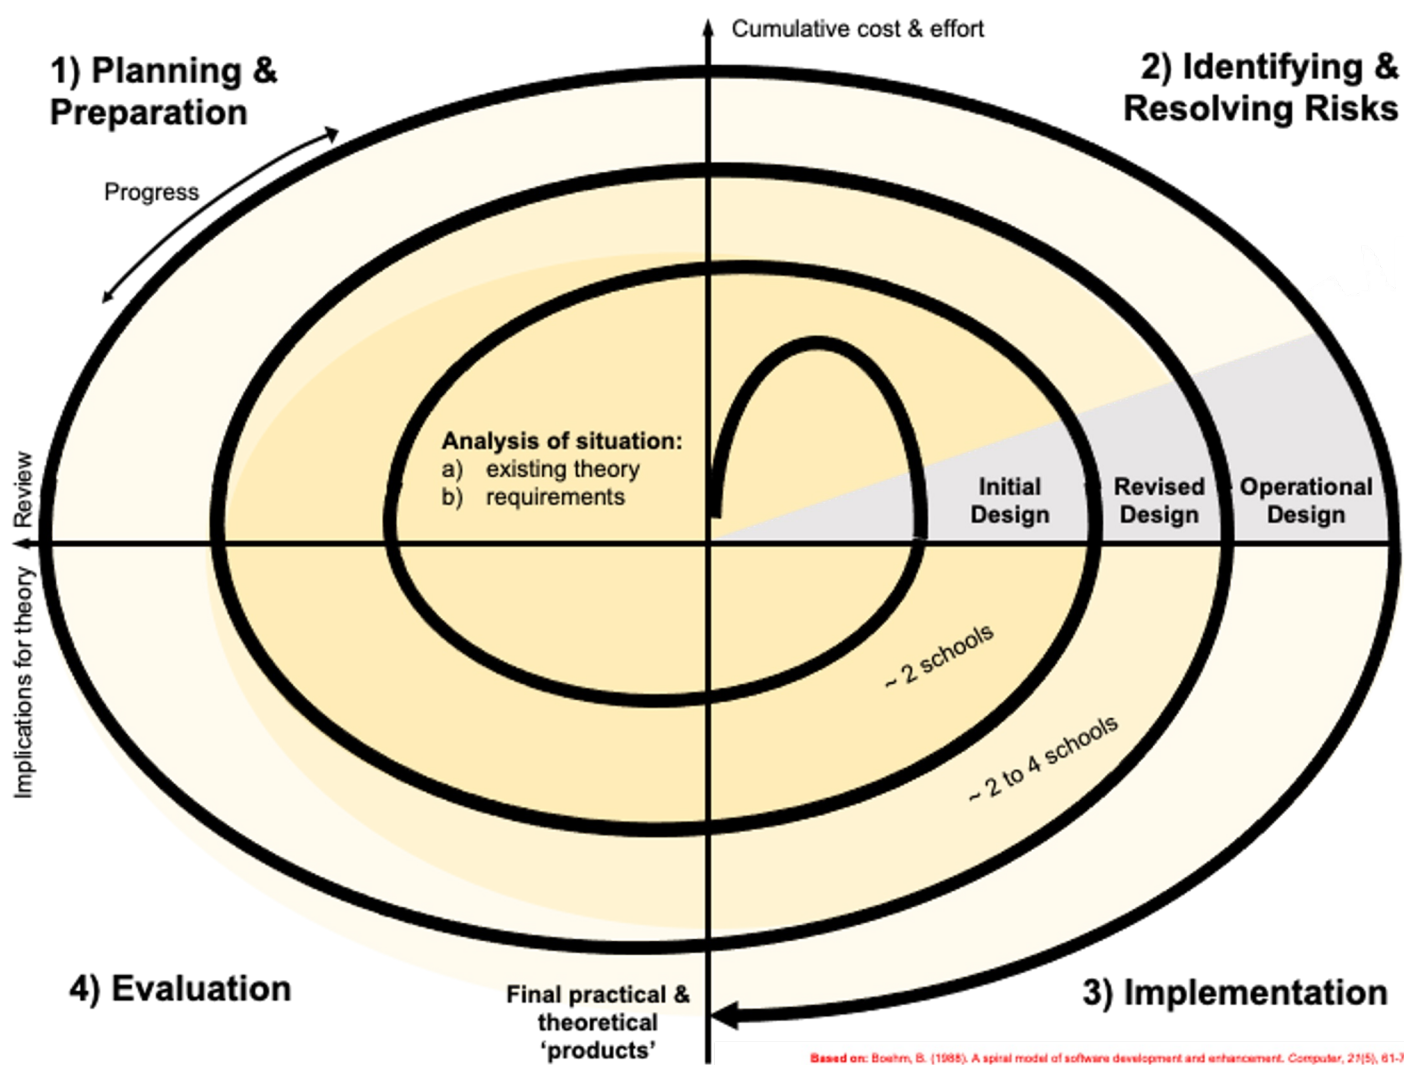 Cumulative cost & effort
1) Planning &
Preparation
2) Identifying &
Resolving Risks
Progress
Analysis of situation:
a) existing theory
b) requirements
Initial
Design
Revised
Design
Operational
Design
Review
Implications for theory
~ 2 schools
~ 2 to 4 schools
4) Evaluation
Final practical &
theoretical
‘products’
3) Implementation
Based on: Boehm, B. (1988). A spiral model of software development and enhancement. Computer, 21(5), 61-7